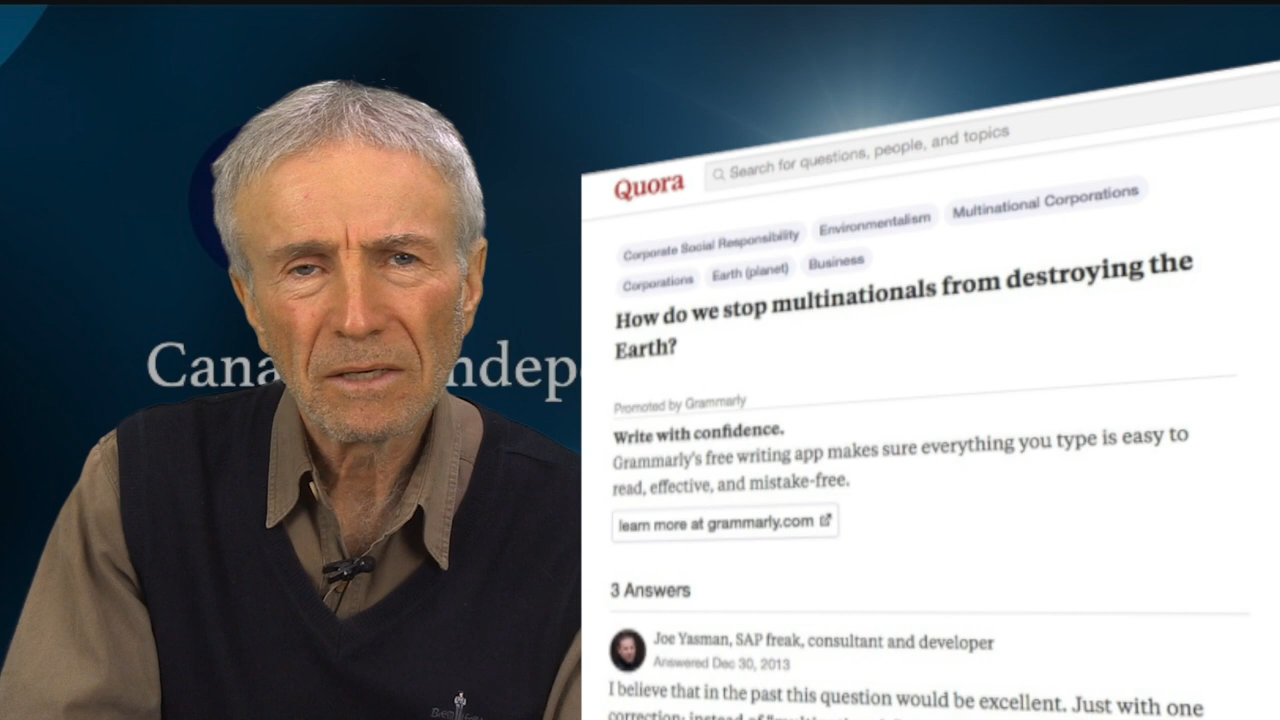 Cana
ndep
Quora
Search for questions, people, and topics
Corporate Social Responsibility
Environmentalism
Multinational Corporations
Corporations
Earth (planet)
Business
How do we stop multinationals from destroying the
Earth?
Promoted by Grammarly
Write with confidence.
Grammarly's free writing app makes sure everything you type is easy to
read, effective, and mistake-free.
learn more at grammarly.com
3 Answers
Joe Yasman, SAP freak, consultant and developer
Answered Dec 30, 2013
I believe that in the past this question would be excellent. Just with one
correction: instead of